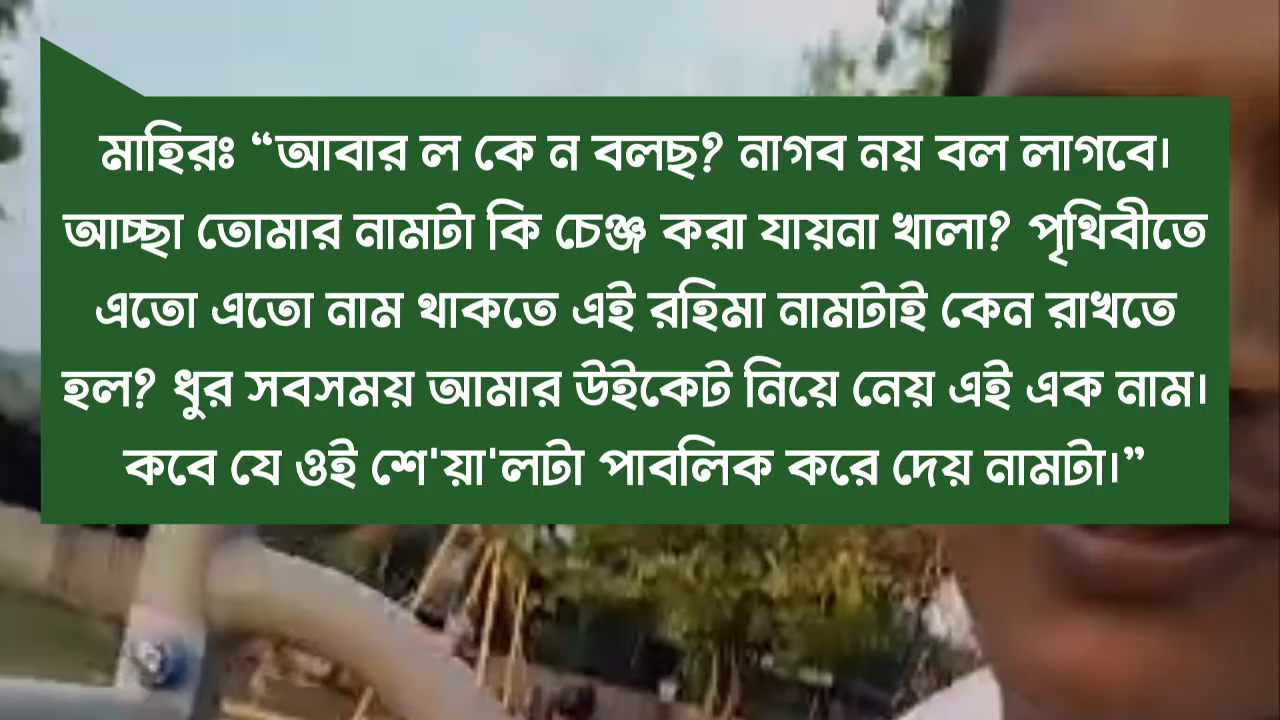 মাহিরঃ “আবার ল কে ন বলছ? নাগব নয় বল লাগবে।
আচ্ছা তোমার নামটা কি চেঞ্জ করা যায়না খালা? পৃথিবীতে
এতো এতো নাম থাকতে এই রহিমা নামটাই কেন রাখতে
হল? ধুর সবসময় আমার উইকেট নিয়ে নেয় এই এক নাম।
কবে যে ওই শে'য়া'লটা পাবলিক করে দেয় নামটা।”